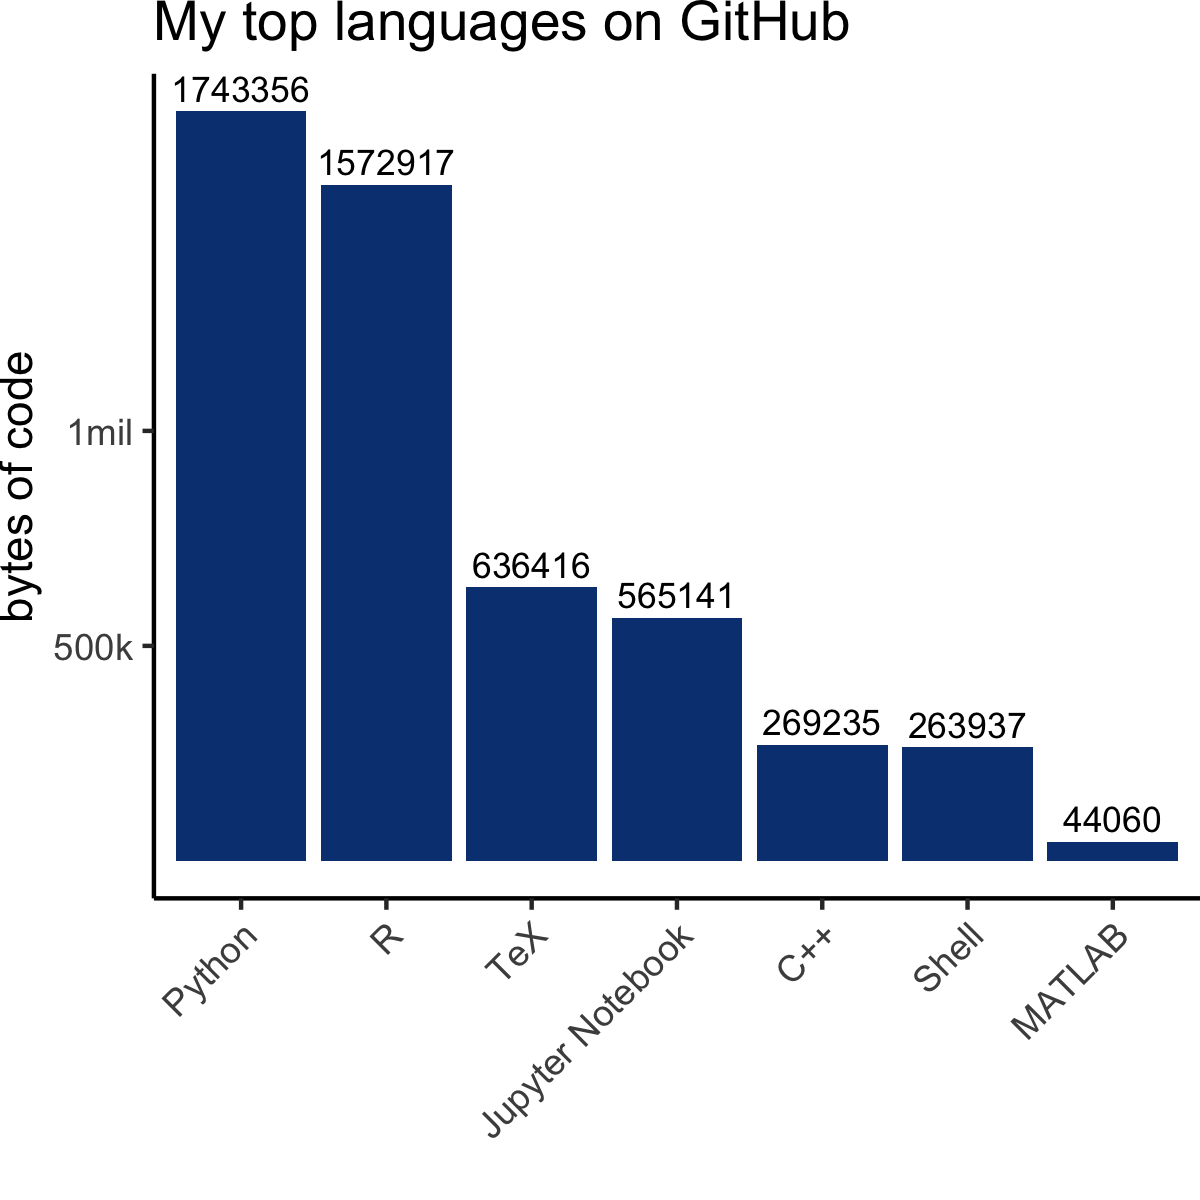 My top languages on GitHub
bytes of code
1mil
500k
1743356
1572917
636416
565141
269235
263937
44060
Python
R
TeX
Jupyter Notebook
C++
Shell
MATLAB